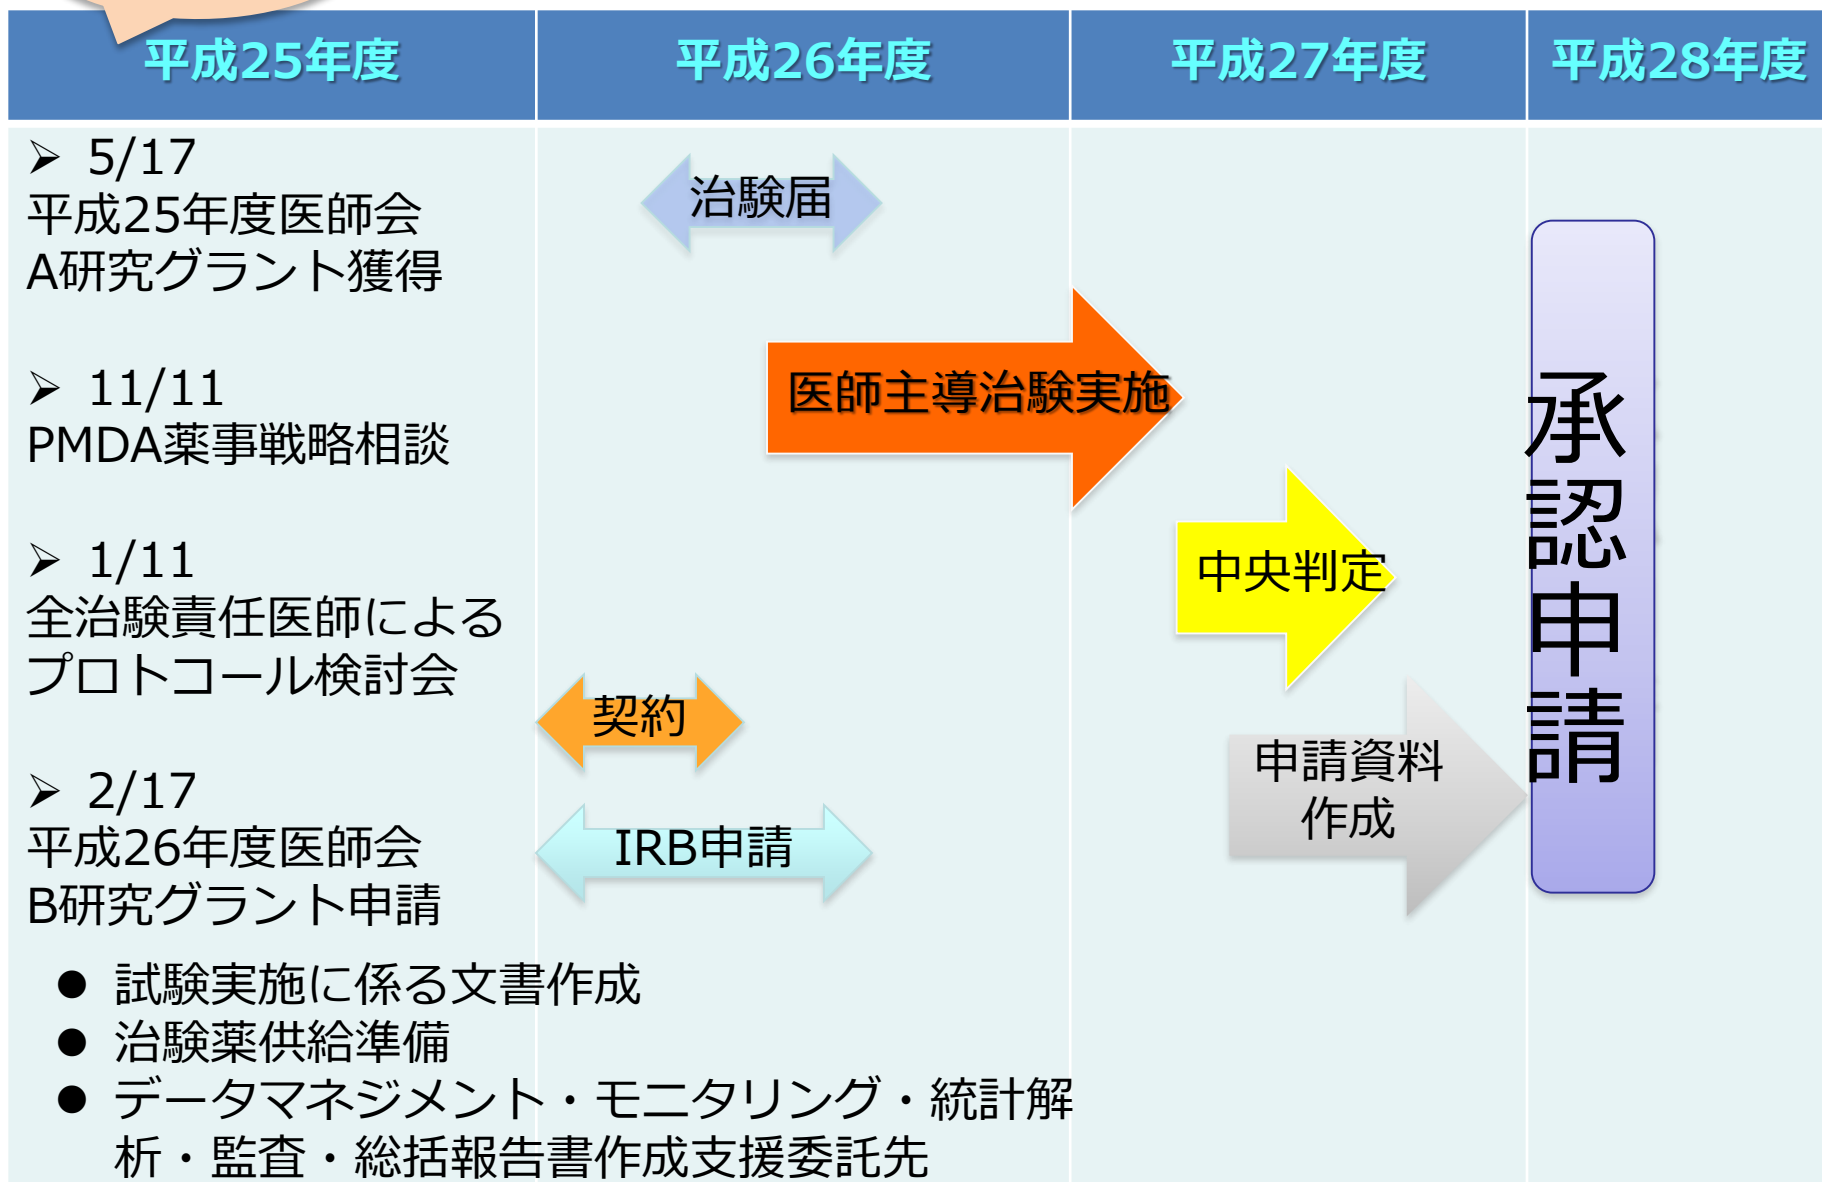 平成25年度
平成26年度
平成27年度
平成28年度
➢ 5/17
平成25年度医師会
A研究グラント獲得
➢ 11/11
PMDA薬事戦略相談
➢ 1/11
全治験責任医師による
プロトコール検討会
➢ 2/17
平成26年度医師会
B研究グラント申請
● 試験実施に係る文書作成
● 治験薬供給準備
● データマネジメント・モニタリング・統計解
析・監査・総括報告書作成支援委託先
治験届
医師主導治験実施
中央判定
契約
IRB申請
申請資料
作成
承認申請